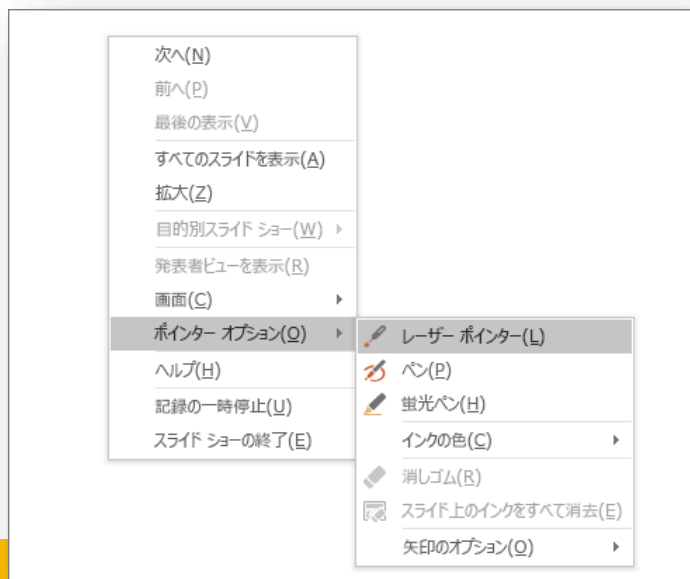 次へ(N)
前へ(P)
最後の表示(V)
すべてのスライドを表示(A)
拡大(Z)
目的別スライド ショー(W)
発表者ビューを表示(R)
画面(C)
ポインター オプション(O)
ヘルプ(H)
記録の一時停止(U)
スライド ショーの終了(E)
レーザー ポインター(L)
ペン(P)
蛍光ペン(H)
インクの色(C)
消しゴム(R)
スライド上のインクをすべて消去(E)
矢印のオプション(O)